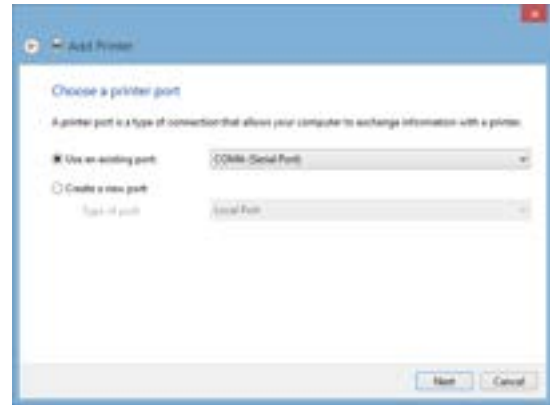 Add Printer
Choose a printer port
A printer port is a type of connection that allows your computer to exchange information with a printer.
Use an existing port:
(Serial Port)
Create a new port:
Type of port:
Local Port
Next
Cancel